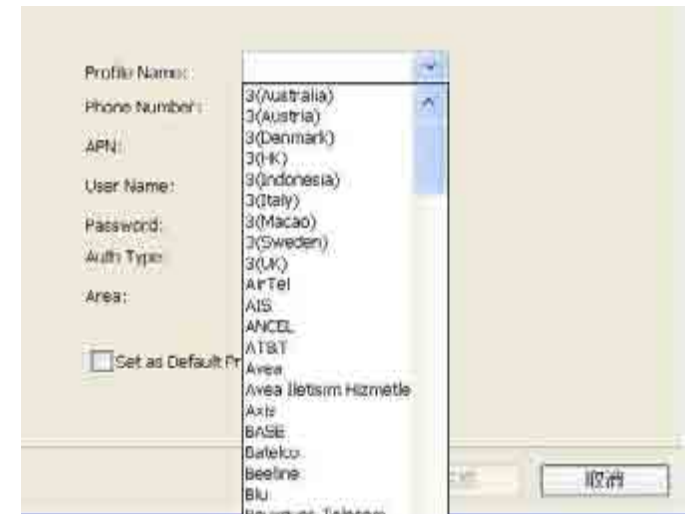 Profile Name:
Phone Number:
APN:
User Name:
Password:
Auth Type
Area:
Set as Default Pr
3(Australia)
3(Austria)
3(Denmark)
3(HK)
3(Indonesia)
3(Italy)
3(Macao)
3(Sweden)
3(UK)
AirTel
AIS
ANCEL
AT&T
Avea
Avea Iletisim Hizmetle
Axis
BASE
Batelco
Beeline
Blu
Telecom
取消